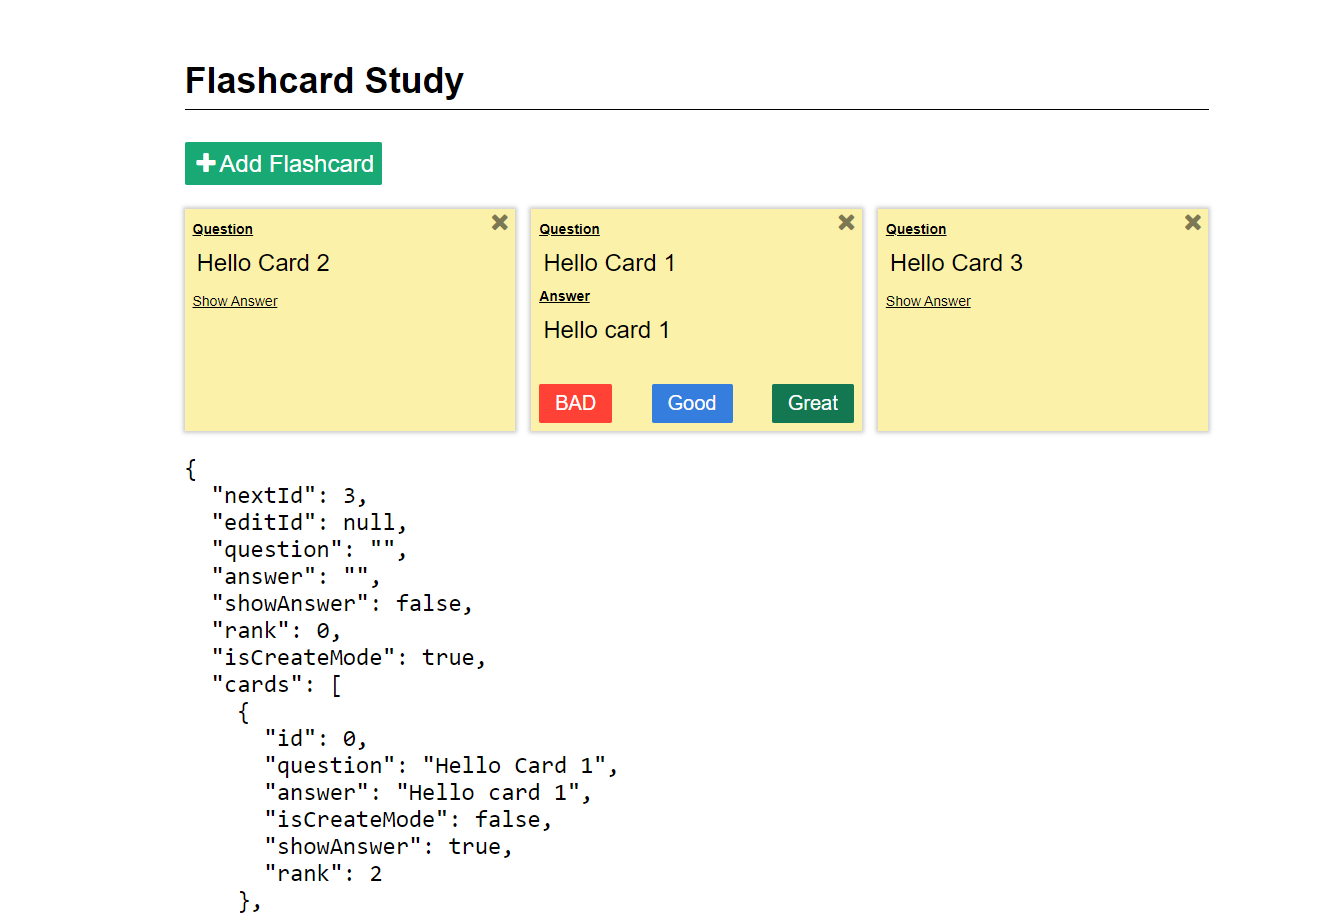 Flashcard Study
Add Flashcard
Question
Hello Card 2
Show Answer
Question
Hello Card 1
Answer
Hello card 1
BAD Good Great
Question
Hello Card 3
Show Answer
{
  "nextId": 3,
  "editId": null,
  "question": "",
  "answer": "",
  "showAnswer": false,
  "rank": 0,
  "isCreateMode": true,
  "cards": [
    {
      "id": 0,
      "question": "Hello Card 1",
      "answer": "Hello card 1",
      "isCreateMode": false,
      "showAnswer": true,
      "rank": 2
    },